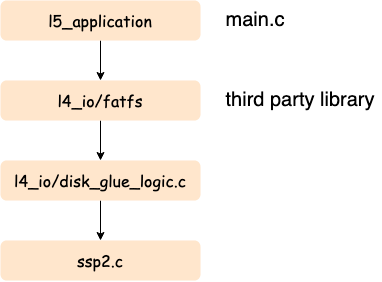 l5_application main.c
l4_io/fatfs third party library
l4_io/disk_glue_logic.c
ssp2.c